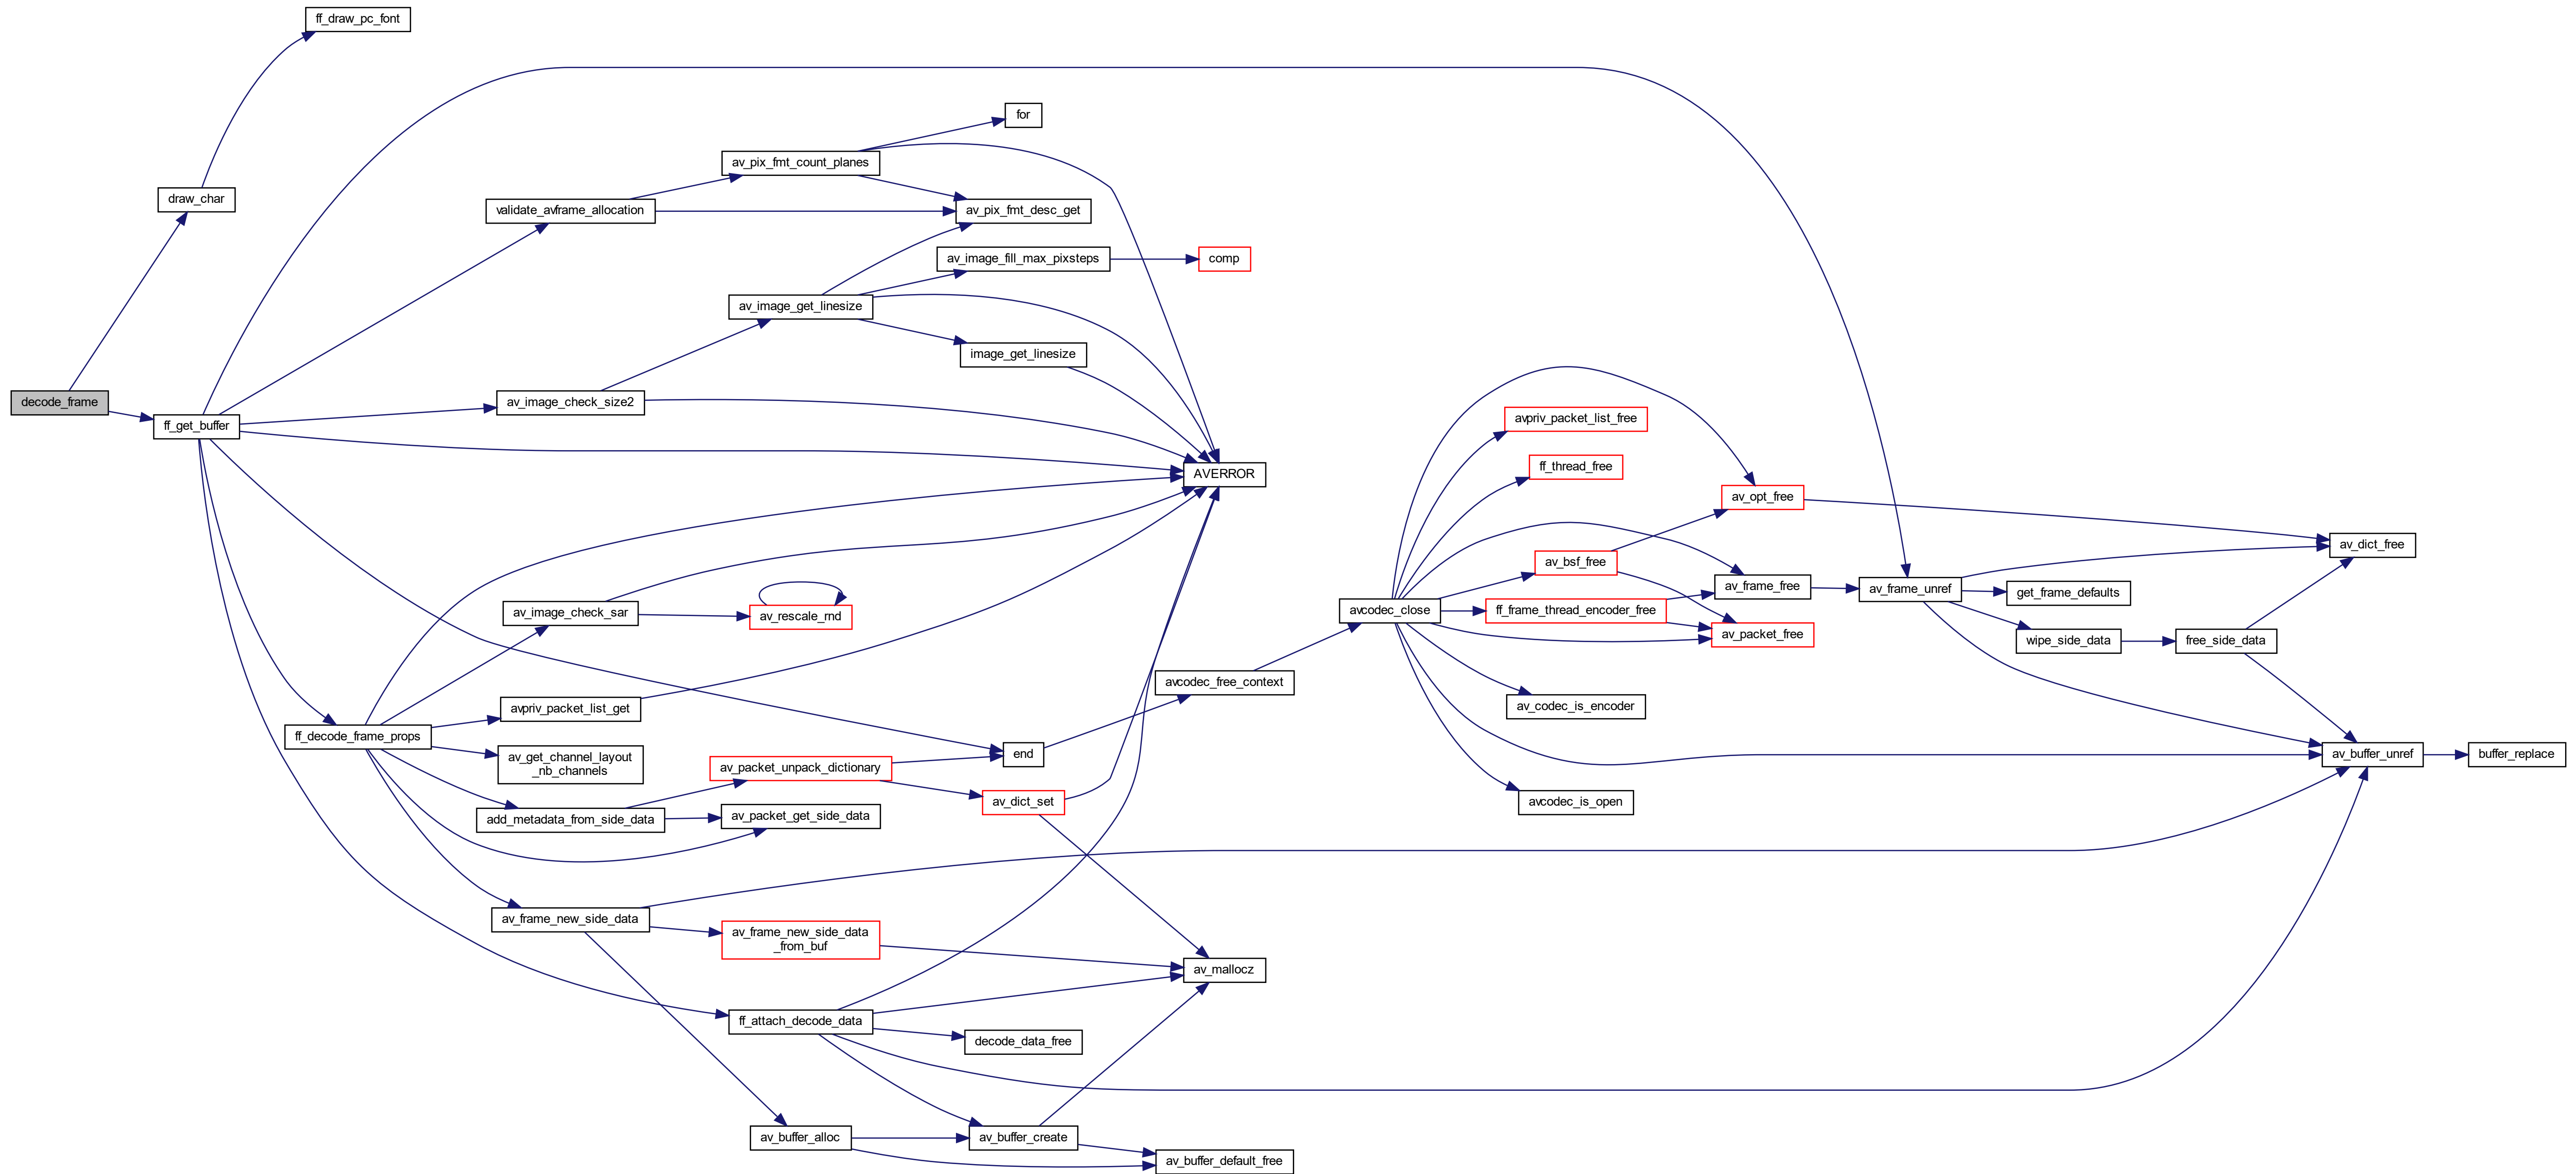 ff_draw_pc_font
for
av_pix_fmt_count_planes
draw_char
validate_avframe_allocation
av_pix_fmt_desc_get
av_image_fill_max_pixsteps
comp
av_image_get_linesize
image_get_linesize
decode_frame
av_image_check_size2
ff_get_buffer
avpriv_packet_list_free
AVERROR
ff_thread_free
av_opt_free
av_dict_free
av_bsf_free
av_frame_free
av_frame_unref
get_frame_defaults
av_image_check_sar
av_rescale_rnd
avcodec_close
ff_frame_thread_encoder_free
av_packet_free
wipe_side_data
free_side_data
avcodec_free_context
avpriv_packet_list_get
av_codec_is_encoder
ff_decode_frame_props
av_get_channel_layout
_nb_channels
end
av_buffer_unref
buffer_replace
av_packet_unpack_dictionary
av_dict_set
avcodec_is_open
add_metadata_from_side_data
av_packet_get_side_data
av_frame_new_side_data
av_frame_new_side_data
_from_buf
av_mallocz
ff_attach_decode_data
decode_data_free
av_buffer_alloc
av_buffer_create
av_buffer_default_free